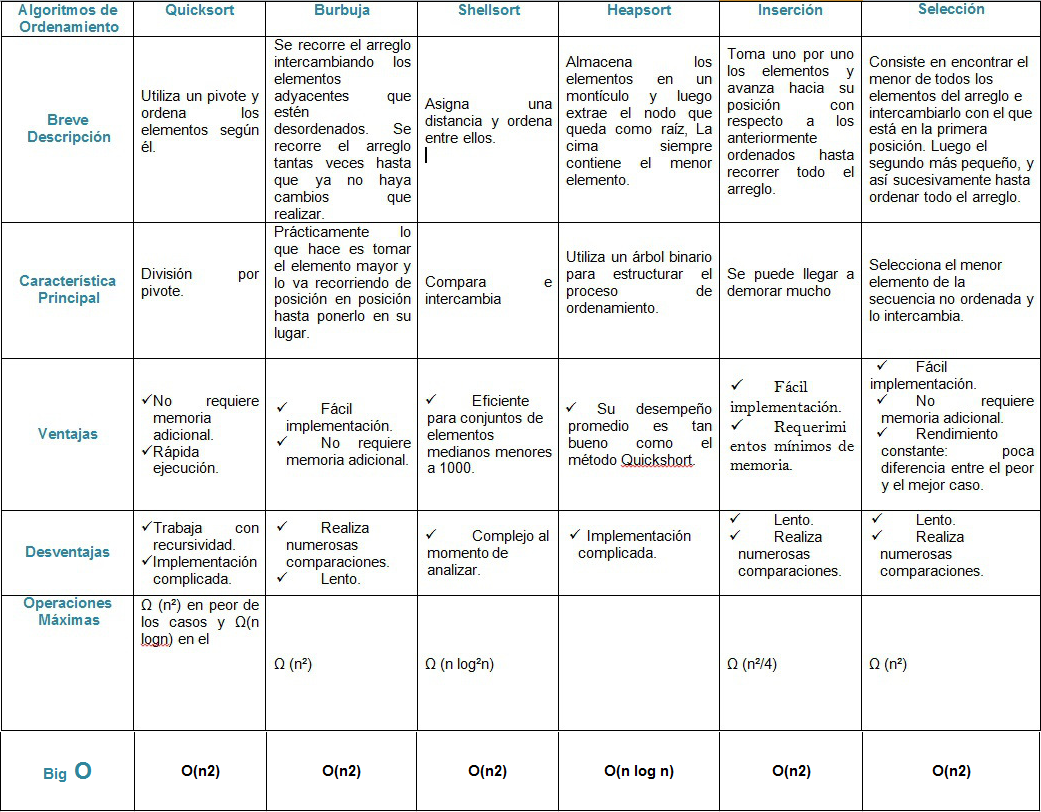 Algoritmos de
Ordenamiento
Quicksort
Burbuja
Shellsort
Heapsort
Inserción
Selección
Breve
Descripción
Utiliza un pivote y
ordena los
elementos según
él.
Se recorre el arreglo
intercambiando los
elementos
adyacentes que
estén
desordenados. Se
recorre el arreglo
tantas veces hasta
que ya no haya
cambios que
realizar.
Asigna una
distancia y ordena
entre ellos.
Almacena los
elementos en un
montículo y luego
extrae el nodo que
queda como raíz, La
cima siempre
contiene el menor
elemento.
Toma uno por uno
los elementos y
avanza hacia su
posición con
respecto a los
anteriormente
ordenados hasta
recorrer todo el
arreglo.
Consiste en encontrar el
menor de todos los
elementos del arreglo e
intercambiarlo con el que
está en la primera
posición. Luego el
segundo más pequeño, y
así sucesivamente hasta
ordenar todo el arreglo.
Característica
Principal
División por
pivote.
Prácticamente lo
que hace es tomar
el elemento mayor y
lo va recorriendo de
posición en posición
hasta ponerlo en su
lugar.
Compara e
intercambia
Utiliza un árbol binario
para estructurar el
proceso de
ordenamiento.
Se puede llegar a
demorar mucho
Selecciona el menor
elemento de la
secuencia no ordenada y
lo intercambia.
Ventajas
✓No requiere
memoria
adicional.
✓Rápida
ejecución.
✓ Fácil
implementación.
✓ No requiere
memoria adicional.
✓ Eficiente
para conjuntos de
elementos
medianos menores
a 1000.
✓ Su desempeño
promedio es tan
bueno como el
método Quickshort.
✓ Fácil
implementación.
✓ Requerimi
entos mínimos de
memoria.
✓ Fácil
implementación.
✓ No requiere
memoria adicional.
✓ Rendimiento
constante: poca
diferencia entre el peor
y el mejor caso.
Desventajas
✓Trabaja con
recursividad.
✓Implementación
complicada.
✓ Realiza
numerosas
comparaciones.
✓ Lento.
✓ Complejo al
momento de
analizar.
✓ Implementación
complicada.
✓ Lento.
✓ Realiza
numerosas
comparaciones.
✓ Lento.
✓ Realiza
numerosas
comparaciones.
Operaciones
Máximas
Ω (n²) en peor de
los casos y Ω(n
logn) en el
Ω (n²)
Ω (n log²n)
Ω (n²/4)
Ω (n²)
Big O
O(n2)
O(n2)
O(n2)
O(n log n)
O(n2)
O(n2)